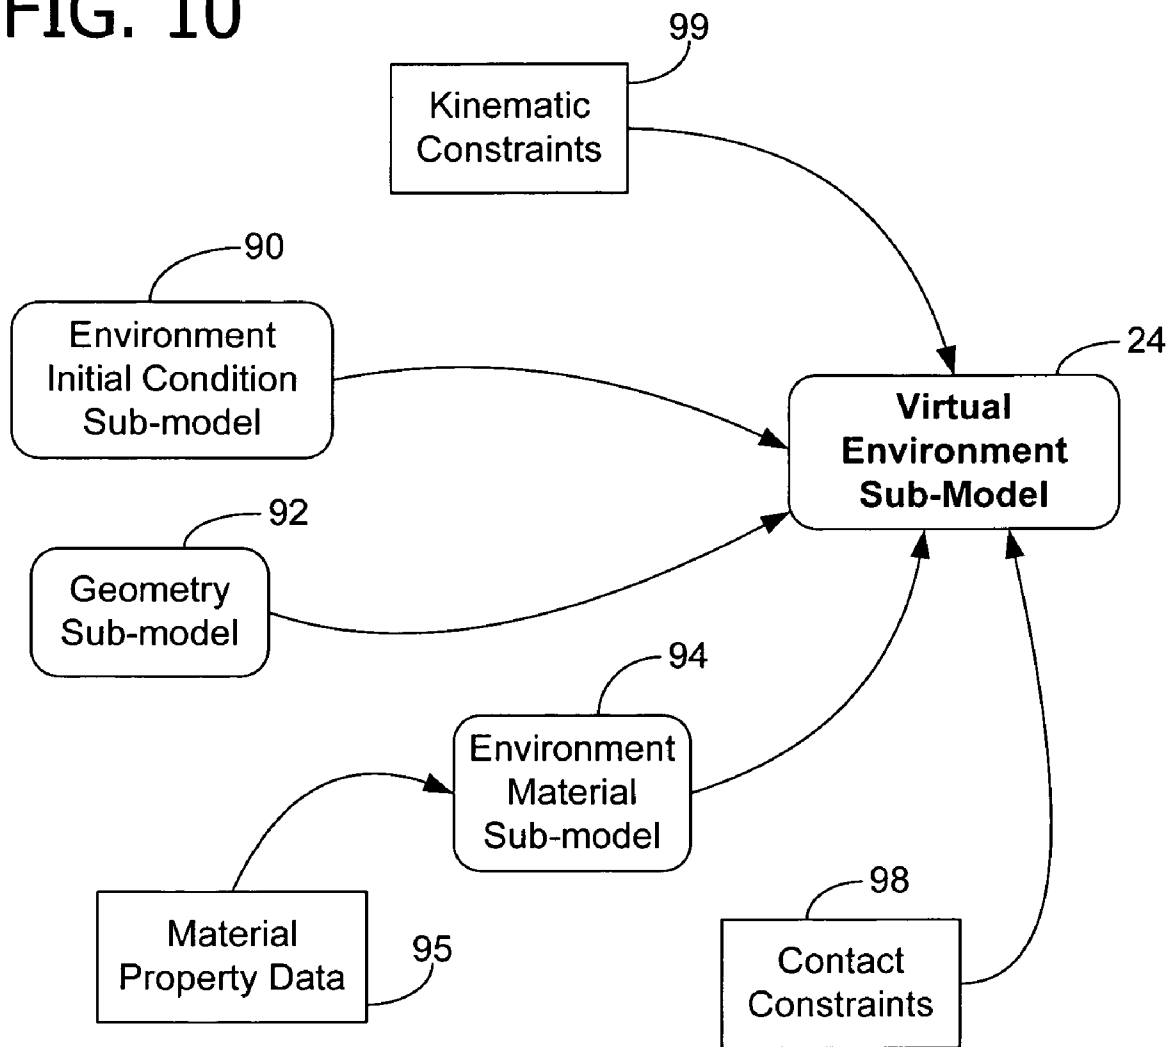 FIG. 10
99
Kinematic
Constraints
90
Environment
Initial Condition
Sub-model
24
Virtual
Environment
Sub-Model
92
Geometry
Sub-model
94
Environment
Material
Sub-model
Material
Property Data
95
98
Contact
Constraints